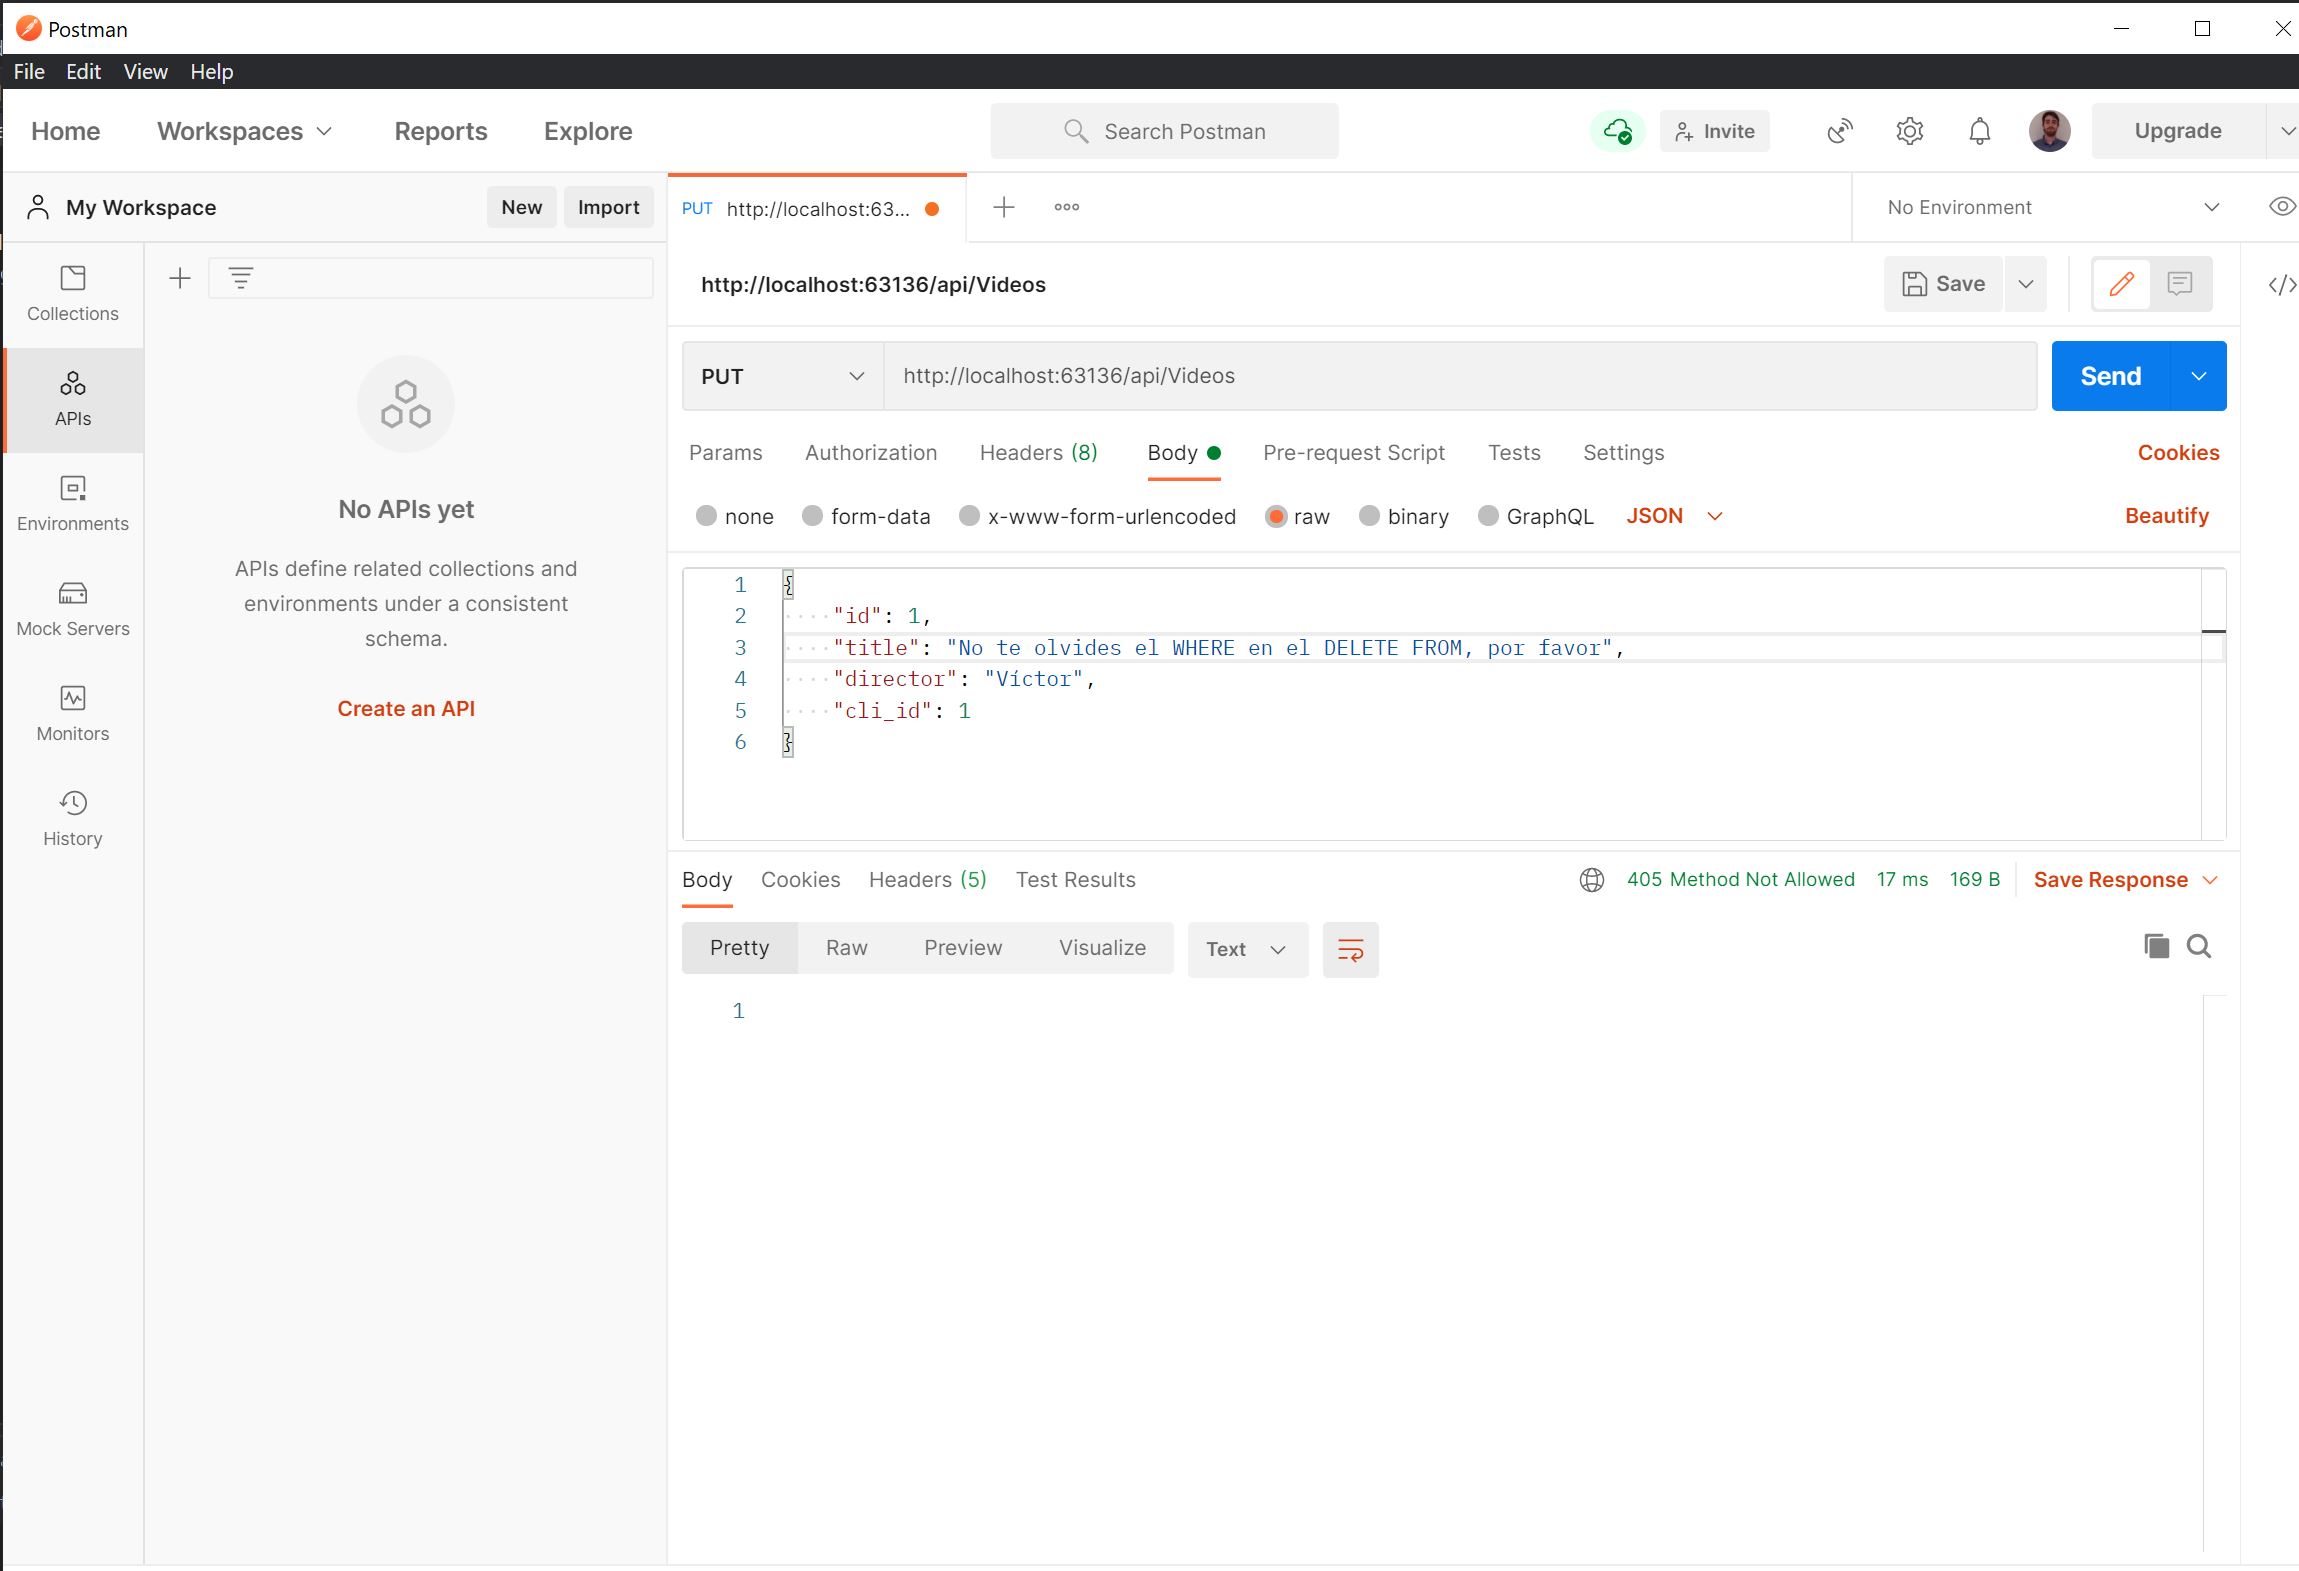 Postman
File Edit View Help
Home Workspaces Reports Explore Search Postman Invite Upgrade
My Workspace New Import PUT http://localhost:63... No Environment
Collections
APIs
Environments
Mock Servers
Monitors
History
No APIs yet
APIs define related collections and
environments under a consistent
schema.
Create an API
http://localhost:63136/api/Videos Save
PUT http://localhost:63136/api/Videos Send
Params Authorization Headers (8) Body Pre-request Script Tests Settings Cookies
none form-data x-www-form-urlencoded raw binary GraphQL JSON Beautify
1 {
2 "id": 1,
3 "title": "No te olvides el WHERE en el DELETE FROM, por favor",
4 "director": "Víctor",
5 "cli_id": 1
6 }
Body Cookies Headers (5) Test Results 405 Method Not Allowed 17 ms 169 B Save Response
Pretty Raw Preview Visualize Text
1